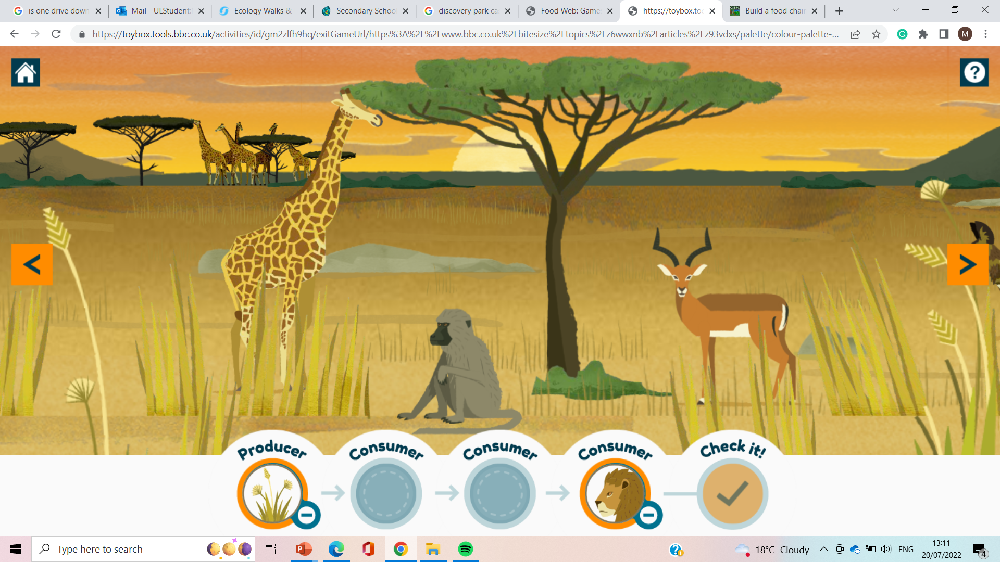 is one drive down
Mail - ULStudent:
Ecology Walks &
Secondary School
discovery park ca
Food Web: Game
https://toybox.to
Build a food chain
https://toybox.tools.bbc.co.uk/activities/id/gm2zlfh9hq/exitGameUrl/https%3A%2F%2Fwww.bbc.co.uk%2Fbitesize%2Ftopics%2Fz6wwxnb%2Farticles%2Fz93vdxs/palette/colour-palette-...
M
?
<
>
Producer
Consumer
Consumer
Consumer
Check it!
Type here to search
18°C Cloudy
ENG
13:11
20/07/2022
4